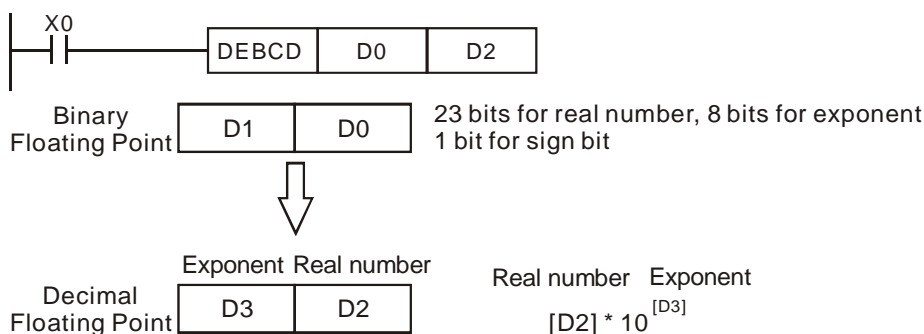 X0
DEBCD D0 D2
Binary
Floating Point
D1 D0
23 bits for real number, 8 bits for exponent
1 bit for sign bit
Exponent Real number
Decimal
Floating Point
D3 D2
Real number Exponent
[D2] * 10 [D3]